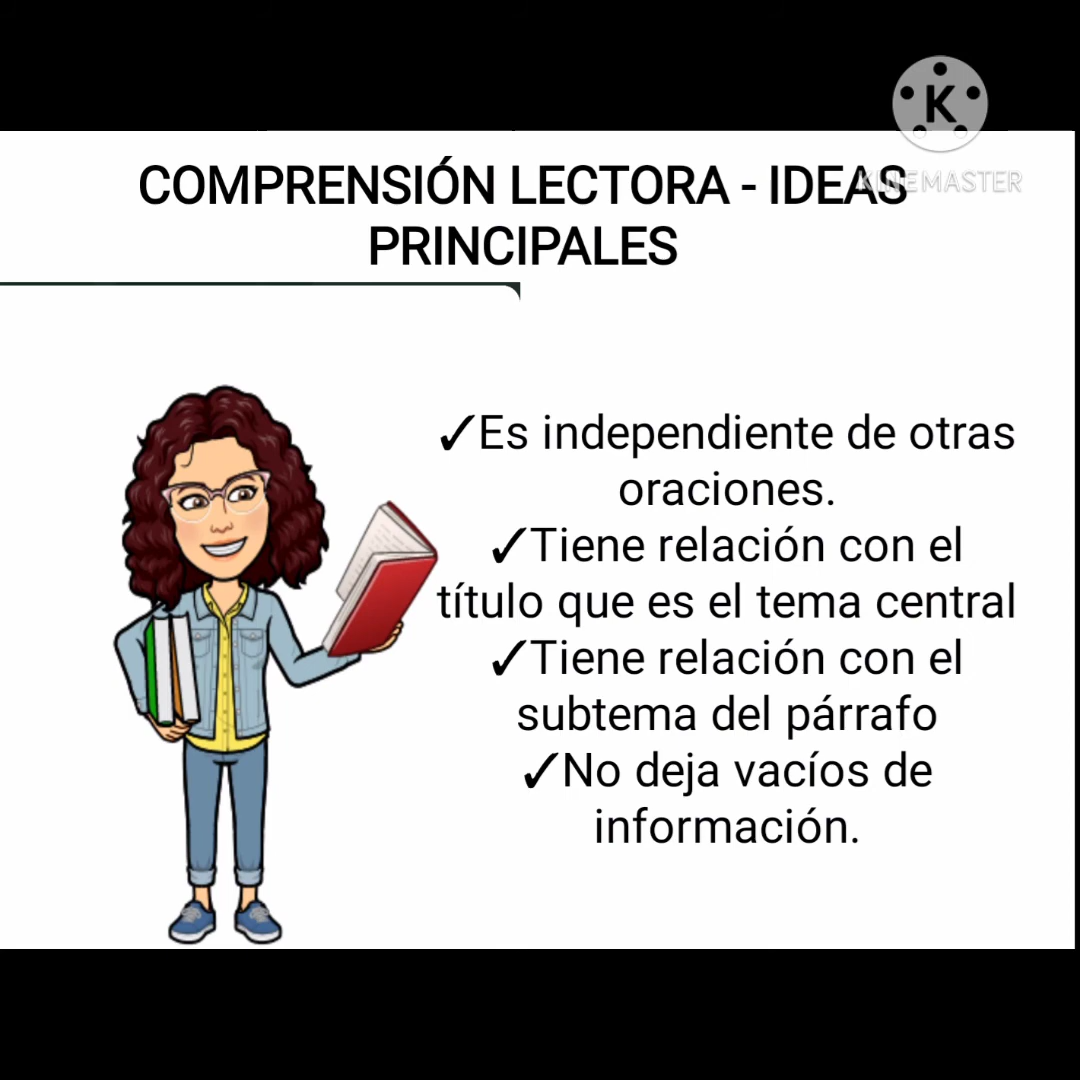 K
KINEMASTER
COMPRENSIÓN LECTORA - IDEAS
PRINCIPALES
✓Es independiente de otras
oraciones.
✓Tiene relación con el
título que es el tema central
✓Tiene relación con el
subtema del párrafo
✓No deja vacíos de
información.